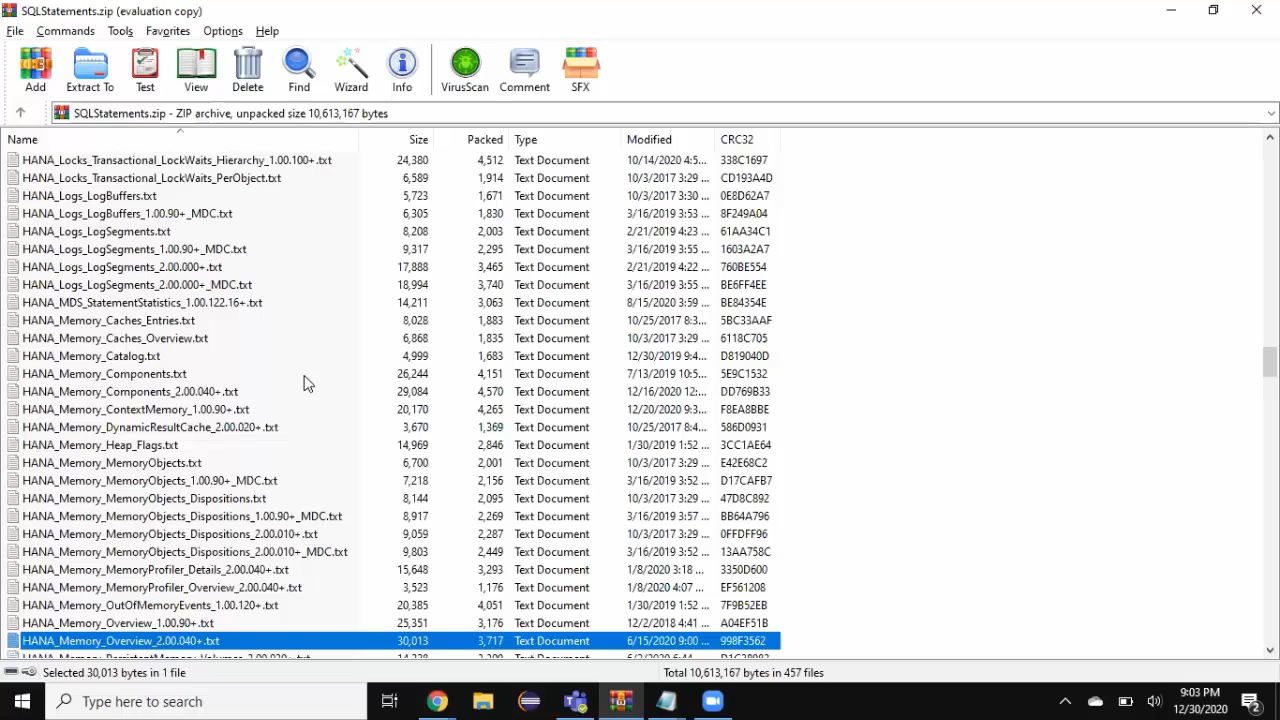 SQLStatements.zip (evaluation copy)
File Commands Tools Favorites Options Help
Add Extract To Test View Delete Find Wizard Info VirusScan Comment SFX
SQLStatements.zip - ZIP archive, unpacked size 10,613,167 bytes
Name Size Packed Type Modified CRC32
HANA_Locks_Transactional_LockWaits_Hierarchy_1.00.100+.txt 24,380 4,512 Text Document 10/14/2020 4:5... 338C1697
HANA_Locks_Transactional_LockWaits_PerObject.txt 6,589 1,914 Text Document 10/3/2017 3:29 ... CD193A4D
HANA_Logs_LogBuffers.txt 5,723 1,671 Text Document 10/3/2017 3:30 ... 0E8D62A7
HANA_Logs_LogBuffers_1.00.90+_MDC.txt 6,305 1,830 Text Document 3/16/2019 3:53 ... 8F249A04
HANA_Logs_LogSegments.txt 8,208 2,003 Text Document 2/21/2019 4:23 ... 61AA34C1
HANA_Logs_LogSegments_1.00.90+_MDC.txt 9,317 2,295 Text Document 3/16/2019 3:55 ... 1603A2A7
HANA_Logs_LogSegments_2.00.000+.txt 17,888 3,465 Text Document 2/21/2019 4:22 ... 760BE554
HANA_Logs_LogSegments_2.00.000+_MDC.txt 18,994 3,740 Text Document 3/16/2019 3:55 ... BE6FF4EE
HANA_MDS_StatementStatistics_1.00.122.16+.txt 14,211 3,063 Text Document 8/15/2020 3:59 ... BE84354E
HANA_Memory_Caches_Entries.txt 8,028 1,883 Text Document 10/25/2017 8:3... 5BC33AAF
HANA_Memory_Caches_Overview.txt 6,868 1,835 Text Document 10/3/2017 3:29 ... 6118C705
HANA_Memory_Catalog.txt 4,999 1,683 Text Document 12/30/2019 9:4... D819040D
HANA_Memory_Components.txt 26,244 4,151 Text Document 7/13/2019 10:5... 5E9C1532
HANA_Memory_Components_2.00.040+.txt 29,084 4,570 Text Document 12/16/2020 12:... DD769B33
HANA_Memory_ContextMemory_1.00.90+.txt 20,170 4,265 Text Document 12/20/2020 9:3... F8EA8BBE
HANA_Memory_DynamicResultCache_2.00.020+.txt 3,670 1,369 Text Document 10/25/2017 8:4... 586D0931
HANA_Memory_Heap_Flags.txt 14,969 2,846 Text Document 1/30/2019 1:52 ... 3CC1AE64
HANA_Memory_MemoryObjects.txt 6,700 2,001 Text Document 10/3/2017 3:29 ... E42E68C2
HANA_Memory_MemoryObjects_1.00.90+_MDC.txt 7,218 2,156 Text Document 3/16/2019 3:52 ... D17CAFB7
HANA_Memory_MemoryObjects_Dispositions.txt 8,144 2,095 Text Document 10/3/2017 3:29 ... 47D8C892
HANA_Memory_MemoryObjects_Dispositions_1.00.90+_MDC.txt 8,917 2,269 Text Document 3/16/2019 3:57 ... BB64A796
HANA_Memory_MemoryObjects_Dispositions_2.00.010+.txt 9,059 2,287 Text Document 10/3/2017 3:29 ... 0FFDFF96
HANA_Memory_MemoryObjects_Dispositions_2.00.010+_MDC.txt 9,803 2,449 Text Document 3/16/2019 3:52 ... 13AA758C
HANA_Memory_MemoryProfiler_Details_2.00.040+.txt 15,648 3,293 Text Document 1/8/2020 3:18 ... 3350D600
HANA_Memory_MemoryProfiler_Overview_2.00.040+.txt 3,523 1,176 Text Document 1/8/2020 4:07 ... EF561208
HANA_Memory_OutOfMemoryEvents_1.00.120+.txt 20,385 4,051 Text Document 1/30/2019 1:52 ... 7F9B52EB
HANA_Memory_Overview_1.00.90+.txt 25,351 3,176 Text Document 12/2/2018 4:41 ... A04EF51B
HANA_Memory_Overview_2.00.040+.txt 30,013 3,717 Text Document 6/15/2020 9:00 ... 998F3562
Selected 30,013 bytes in 1 file Total 10,613,167 bytes in 457 files
Type here to search
9:03 PM
12/30/2020
2